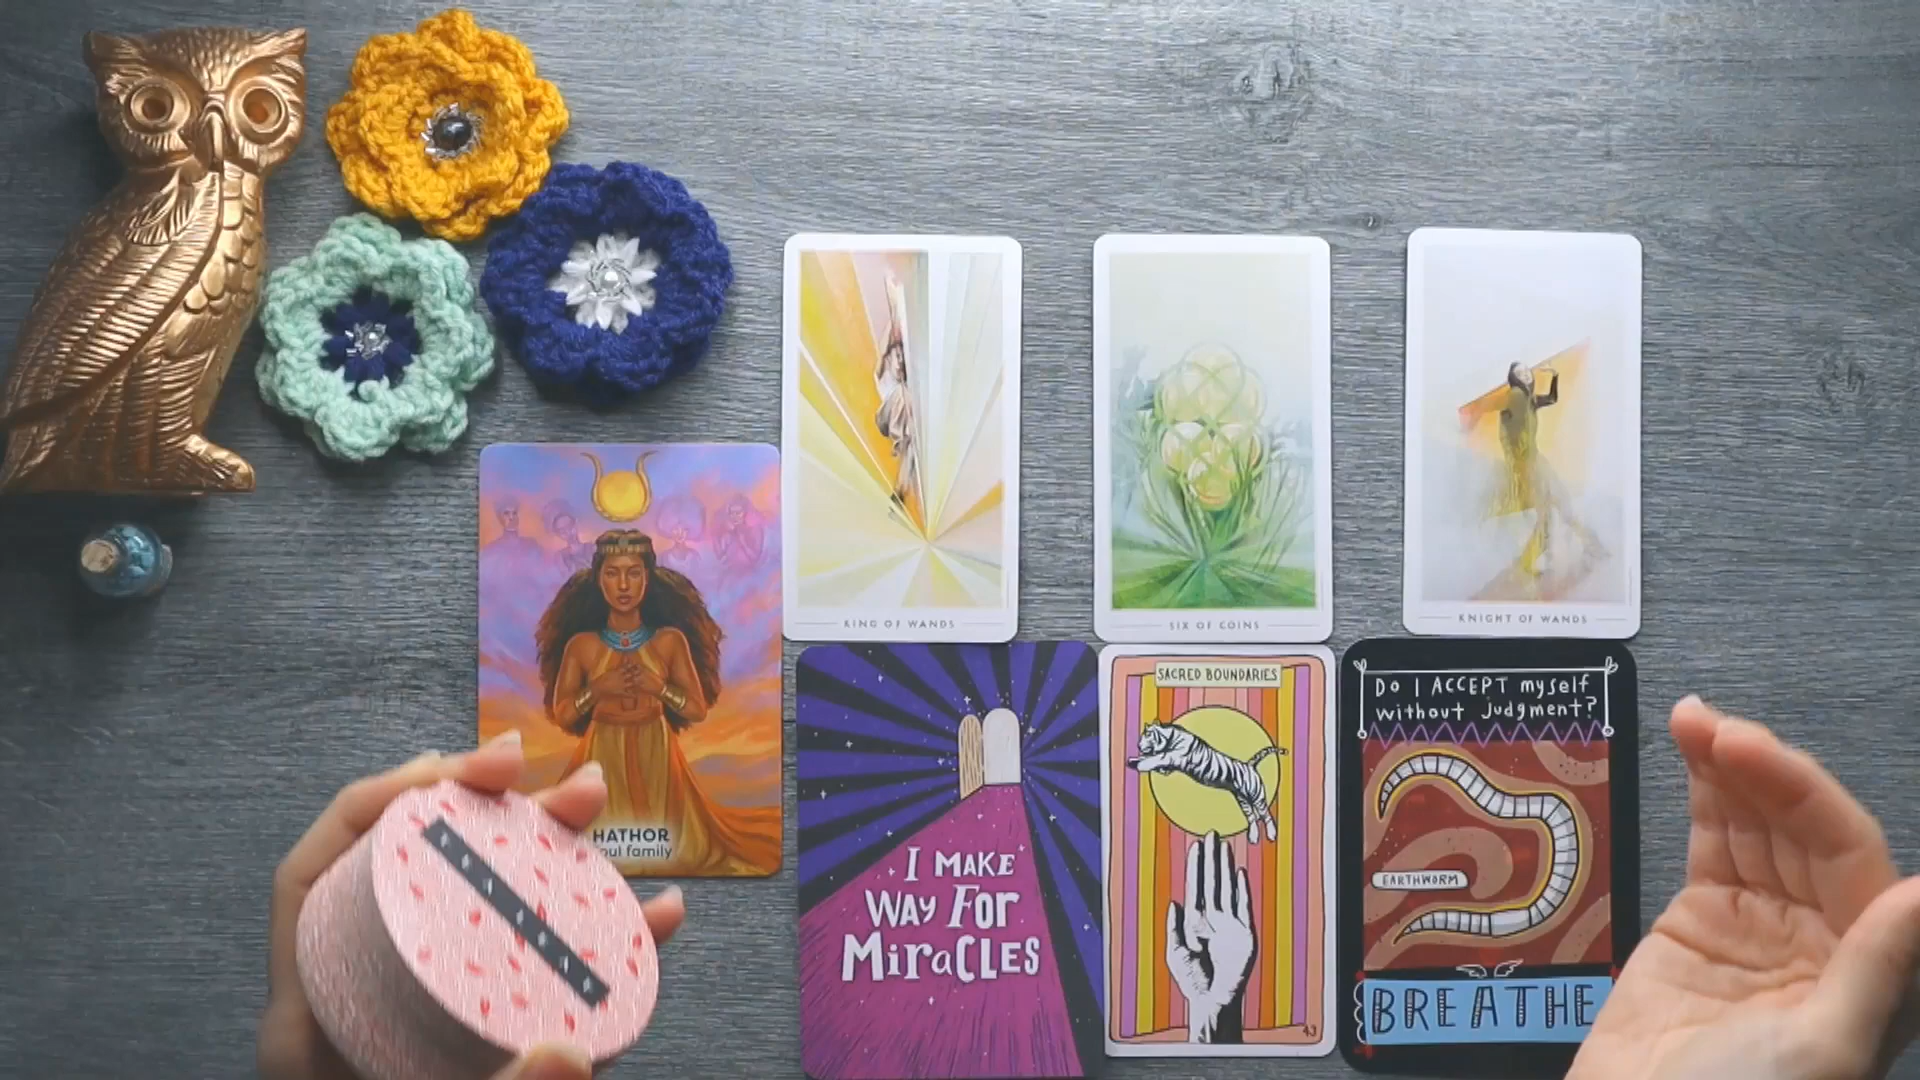 KING OF WANDS
SIX OF COINS
KNIGHT OF WANDS
HATHOR
family
I MAKE
WAY FOR
MiRaCLES
SACRED BOUNDARIES
43
Do I ACCEPT myself
without judgment?
EARTHWORM
BREATHE